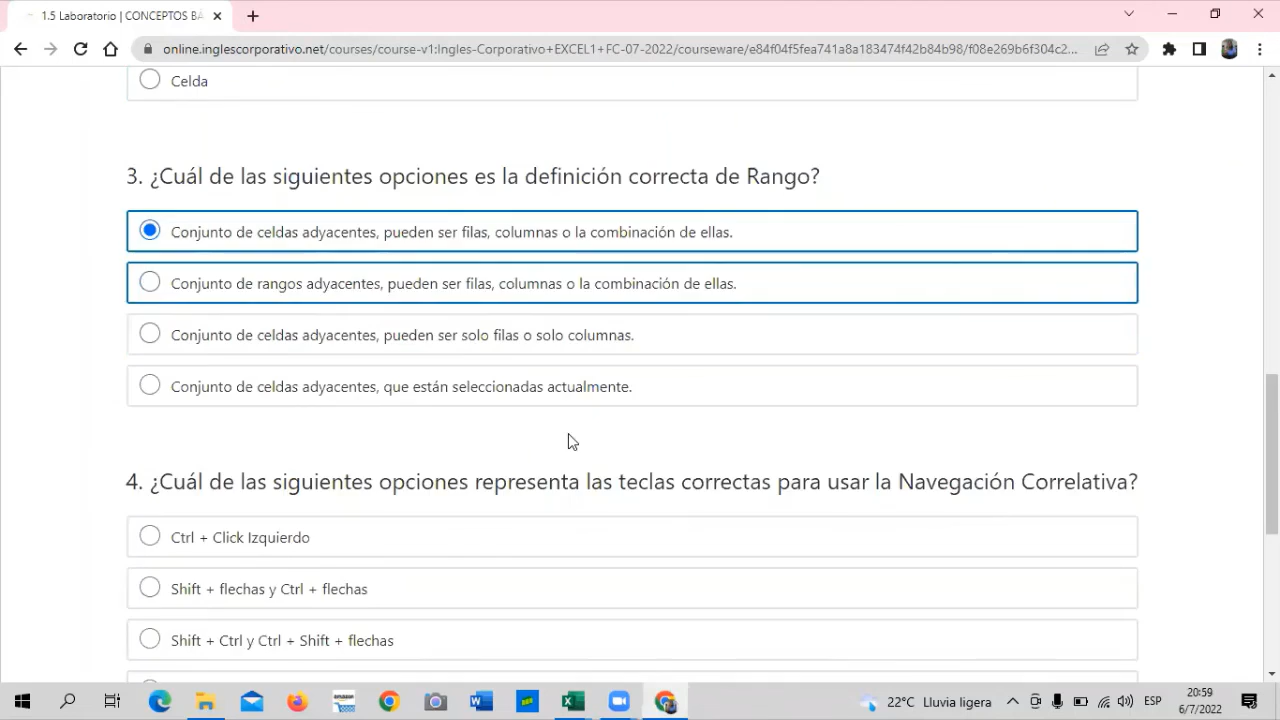 1.5 Laboratorio | CONCEPTOS BÁ
online.inglescorporativo.net/courses/course-v1:Ingles-Corporativo+EXCEL1+FC-07-2022/courseware/e84f04f5fea741a8a183474f42b84b98/f08e269b6f304c2...
Celda
3. ¿Cuál de las siguientes opciones es la definición correcta de Rango?
Conjunto de celdas adyacentes, pueden ser filas, columnas o la combinación de ellas.
Conjunto de rangos adyacentes, pueden ser filas, columnas o la combinación de ellas.
Conjunto de celdas adyacentes, pueden ser solo filas o solo columnas.
Conjunto de celdas adyacentes, que están seleccionadas actualmente.
4. ¿Cuál de las siguientes opciones representa las teclas correctas para usar la Navegación Correlativa?
Ctrl + Click Izquierdo
Shift + flechas y Ctrl + flechas
Shift + Ctrl y Ctrl + Shift + flechas
22°C Lluvia ligera
ESP
20:59
6/7/2022